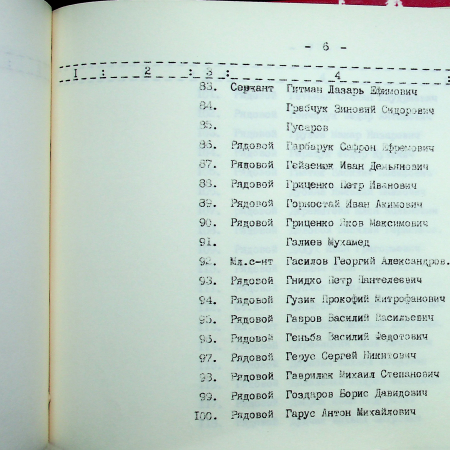 - 6 -
I : 2 : 3 : 4 :
83. Сержант Гитман Лазарь Ефимович
84. Грабчук Зиновий Сидорович
85. Гусаров
86. Рядовой Гарбарук Сафрон Ефремович
87. Рядовой Гейзенюк Иван Демьянович
88. Рядовой Гриценко Петр Иванович
89. Рядовой Горностай Иван Акимович
90. Рядовой Гриценко Яков Максимович
91. Галиев Мухамед
92. Мл.с-нт Гасилов Георгий Александров.
93. Рядовой Гнидко Петр Пантелеевич
94. Рядовой Гузик Прокофий Митрофанович
95. Рядовой Гавров Василий Васильевич
96. Рядовой Геньба Василий Федотович
97. Рядовой Герус Сергей Никитович
98. Рядовой Гаврилюк Михаил Степанович
99. Рядовой Гоздаров Борис Давидович
I00. Рядовой Гарус Антон Михайлович